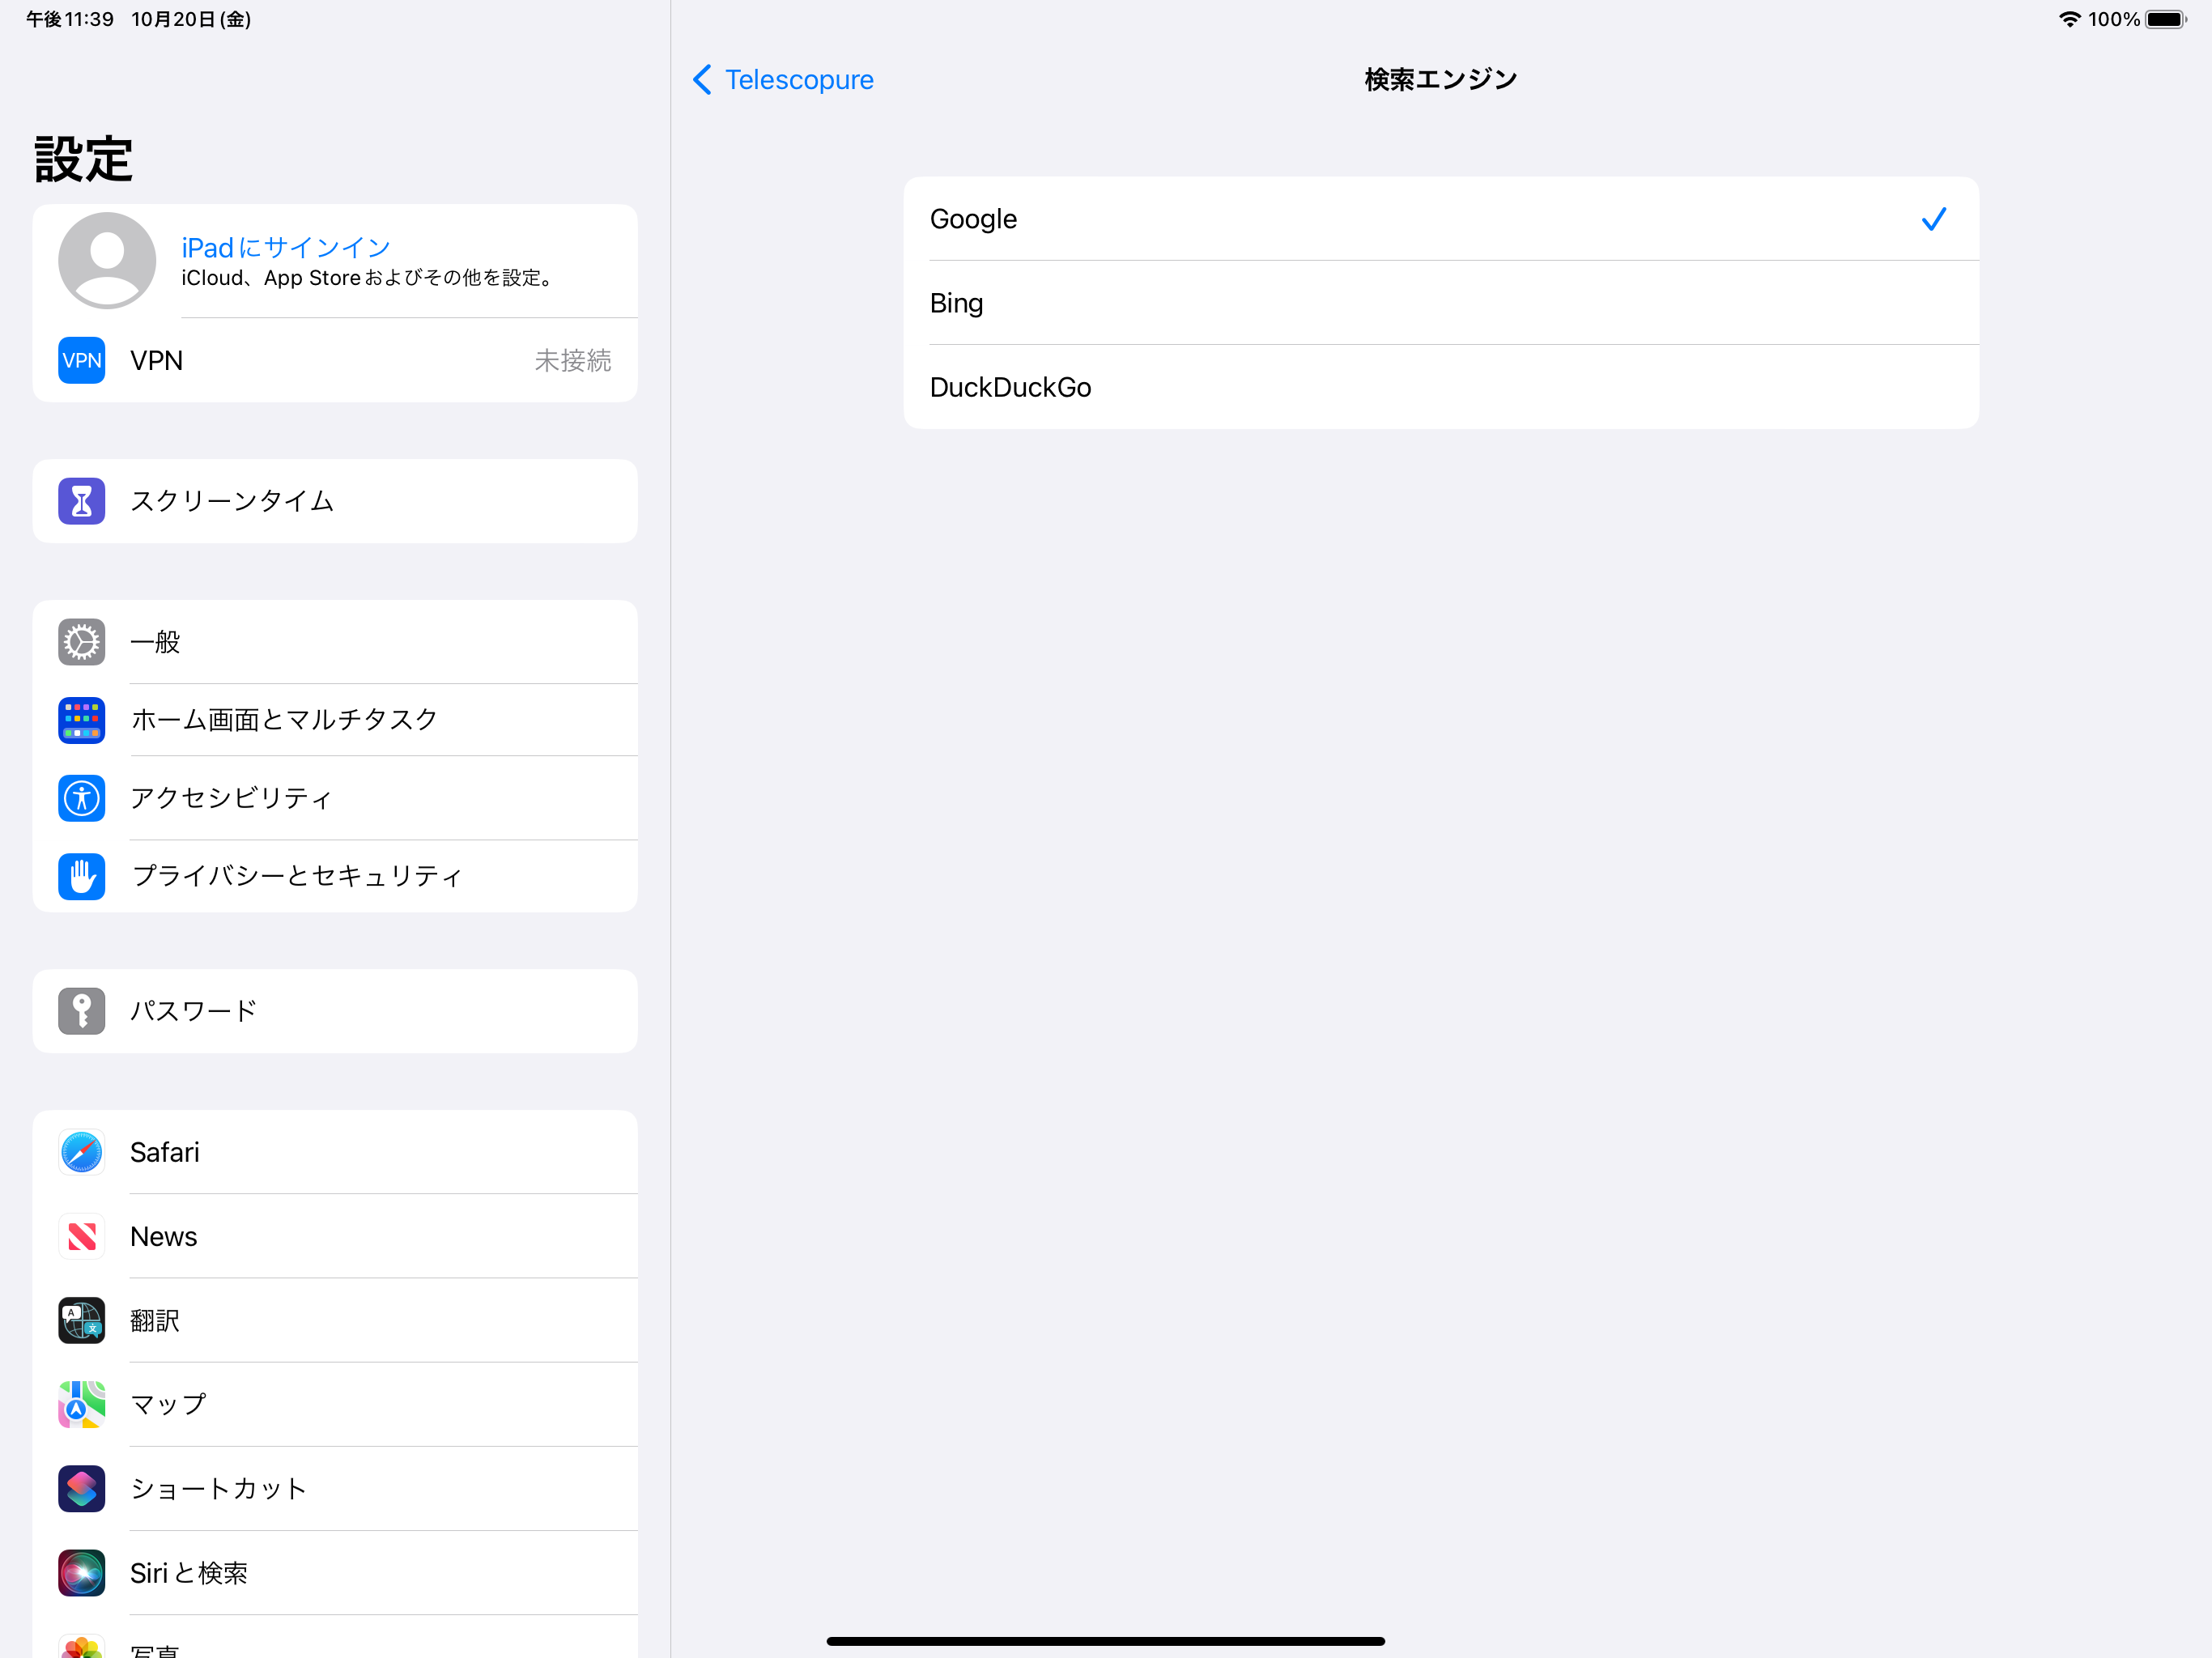 午後11:39 10月20日(金)
100%
設定
iPadにサインイン
iCloud、App Storeおよびその他を設定。
VPN
VPN 未接続
スクリーンタイム
一般
ホーム画面とマルチタスク
アクセシビリティ
プライバシーとセキュリティ
パスワード
Safari
News
翻訳
マップ
ショートカット
Siriと検索
写真
Telescopure
検索エンジン
Google
Bing
DuckDuckGo